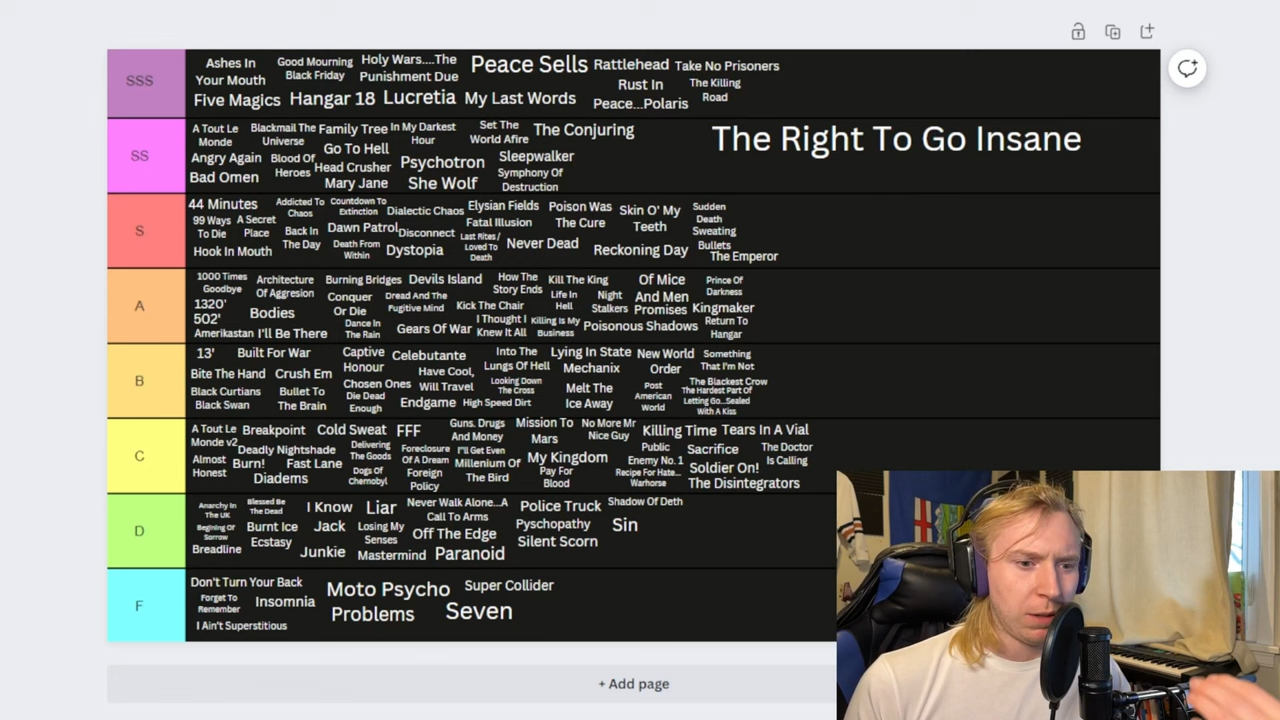 SSS
Ashes In
Your Mouth
Good Mourning
Black Friday
Holy Wars....The
Punishment Due
Peace Sells
Rattlehead
Take No Prisoners
Five Magics
Hangar 18
Lucretia
My Last Words
Rust In
Peace...Polaris
The Killing
Road
SS
A Tout Le
Monde
Blackmail The
Universe
Family Tree
In My Darkest
Hour
Set The
World Afire
The Conjuring
The Right To Go Insane
Go To Hell
Angry Again
Blood Of
Heroes
Head Crusher
Psychotron
Sleepwalker
Bad Omen
Mary Jane
She Wolf
Symphony Of
Destruction
S
44 Minutes
Addicted To
Chaos
Countdown To
Extinction
Dialectic Chaos
Elysian Fields
Poison Was
The Cure
Skin O' My
Teeth
Sudden
Death
Sweating
Bullets
99 Ways
To Die
A Secret
Place
Back In
The Day
Dawn Patrol
Disconnect
Fatal Illusion
Hook In Mouth
Death From
Within
Dystopia
Last Rites /
Loved To
Death
Never Dead
Reckoning Day
The Emperor
A
1000 Times
Goodbye
Architecture
Of Aggresion
Burning Bridges
Devils Island
How The
Story Ends
Kill The King
Of Mice
And Men
Prince Of
Darkness
1320'
502'
Bodies
Conquer
Or Die
Dread And The
Fugitive Mind
Kick The Chair
Life In
Hell
Night
Stalkers
Promises
Kingmaker
Amerikastan
I'll Be There
Dance In
The Rain
Gears Of War
I Thought I
Knew It All
Killing Is My
Business
Poisonous Shadows
Return To
Hangar
B
13'
Built For War
Captive
Honour
Celebutante
Into The
Lungs Of Hell
Lying In State
New World
Order
Something
That I'm Not
Bite The Hand
Crush Em
Have Cool,
Will Travel
Mechanix
Black Curtians
Black Swan
Bullet To
The Brain
Chosen Ones
Die Dead
Enough
Endgame
Looking Down
The Cross
High Speed Dirt
Melt The
Ice Away
Post
American
World
The Blackest Crow
The Hardest Part Of
Letting Go...Sealed
With A Kiss
C
A Tout Le
Monde v2
Breakpoint
Cold Sweat
FFF
Guns. Drugs
And Money
Mission To
Mars
No More Mr
Nice Guy
Killing Time
Tears In A Vial
Almost
Honest
Deadly Nightshade
Burn!
Fast Lane
Delivering
The Goods
Foreclosure
Of A Dream
I'll Get Even
My Kingdom
Public
Enemy No. 1
Sacrifice
The Doctor
Is Calling
Diadems
Dogs Of
Chernobyl
Foreign
Policy
Millenium Of
The Bird
Pay For
Blood
Recipe For Hate...
Warhorse
Soldier On!
The Disintegrators
D
Anarchy In
The UK
Blessed Be
The Dead
I Know
Jack
Liar
Never Walk Alone...A
Call To Arms
Police Truck
Shadow Of Deth
Begining Of
Sorrow
Burnt Ice
Losing My
Senses
Off The Edge
Pyschopathy
Sin
Breadline
Ecstasy
Junkie
Mastermind
Paranoid
Silent Scorn
F
Don't Turn Your Back
Moto Psycho
Super Collider
Forget To
Remember
Insomnia
Problems
Seven
I Ain't Superstitious
+ Add page